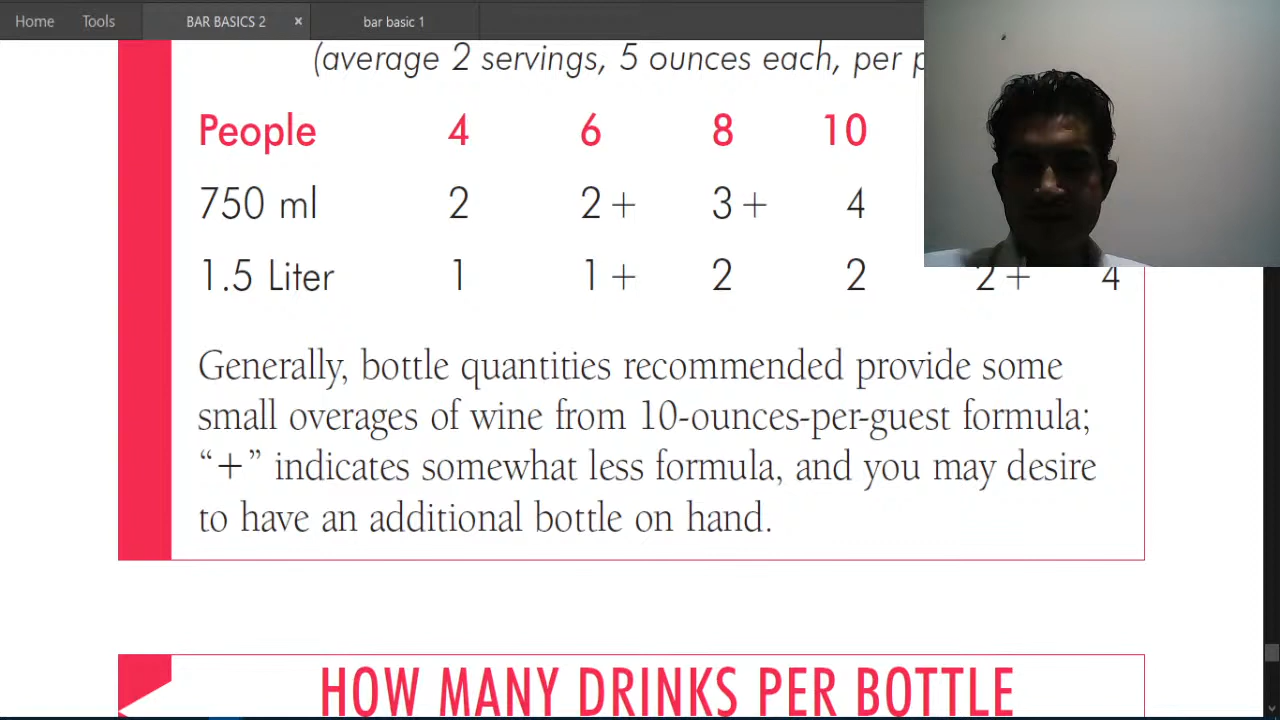 Home Tools BAR BASICS 2 × bar basic 1
(average 2 servings, 5 ounces each, per
People 4 6 8 10
750 ml 2 2+ 3+ 4
1.5 Liter 1 1+ 2 2 2+ 4
Generally, bottle quantities recommended provide some
small overages of wine from 10-ounces-per-guest formula;
“+” indicates somewhat less formula, and you may desire
to have an additional bottle on hand.
HOW MANY DRINKS PER BOTTLE